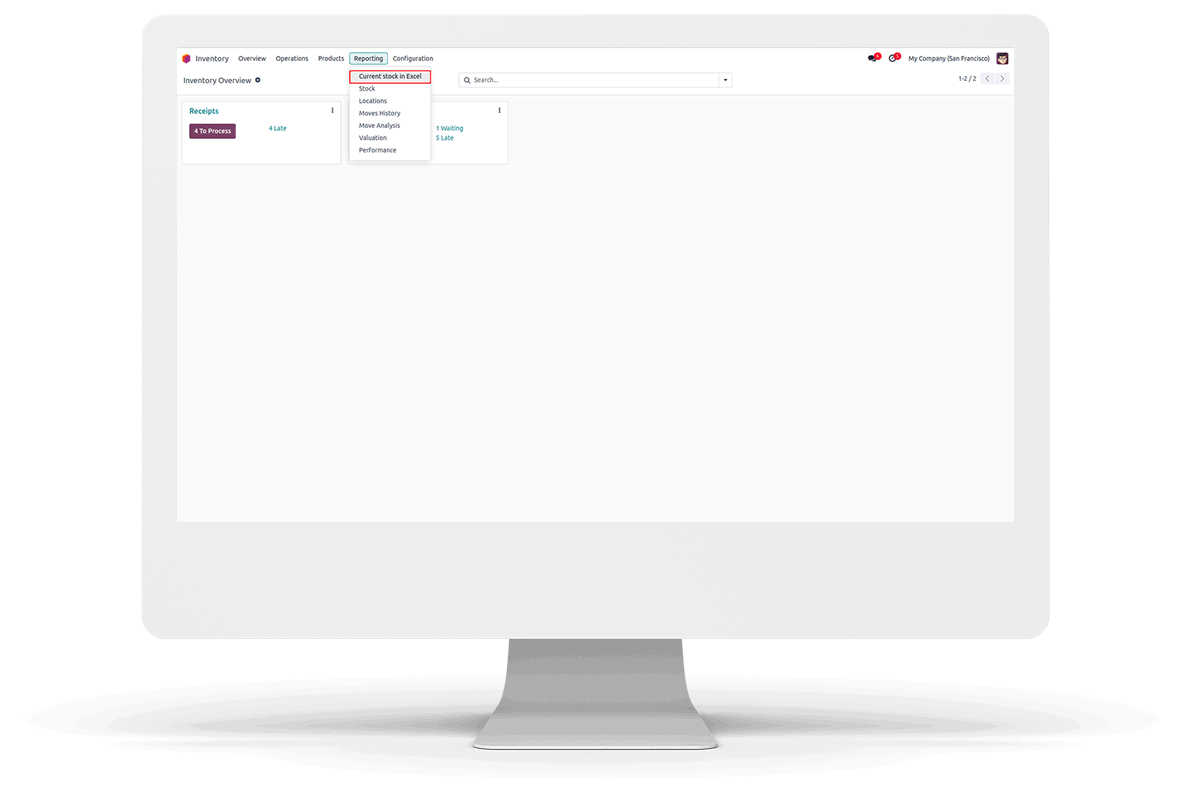 Inventory Overview Operations Products Reporting Configuration 1 1 My Company (San Francisco)
Inventory Overview Search... 1-2 / 2
Current stock in Excel
Stock
Locations
Moves History
Move Analysis
Valuation
Performance
Receipts
4 To Process 4 Late
1 Waiting
5 Late